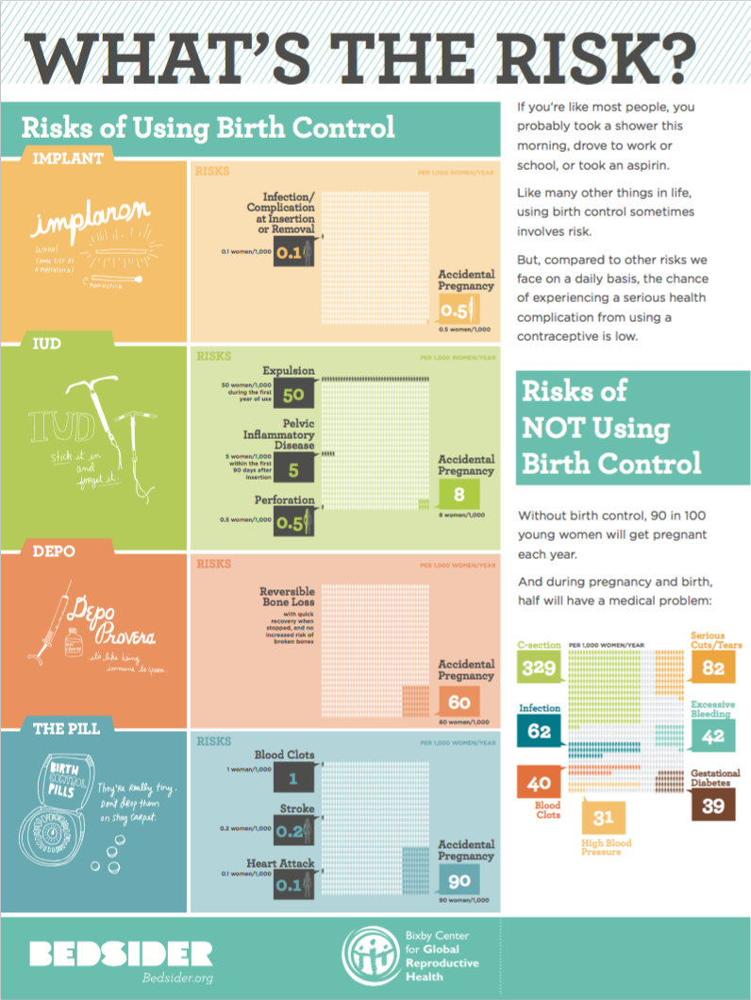 WHAT'S THE RISK?
Risks of Using Birth Control
IMPLANT
implanon
WHOA!
Same size as
a matchstick!
matchstick
RISKS
PER 1,000 WOMEN/YEAR
Infection/
Complication
at Insertion
or Removal
0.1 women/1,000
0.1
Accidental
Pregnancy
0.5
0.5 women/1,000
IUD
IUD
stick it in
and
forget it.
RISKS
PER 1,000 WOMEN/YEAR
Expulsion
50 women/1,000
during the first
year of use
50
Pelvic
Inflammatory
Disease
5 women/1,000
within the first
90 days after
insertion
5
Perforation
0.5 women/1,000
0.5
Accidental
Pregnancy
8
8 women/1,000
DEPO
Depo
Provera
it's like being
immune to sperm.
RISKS
PER 1,000 WOMEN/YEAR
Reversible
Bone Loss
with quick
recovery when
stopped, and no
increased risk of
broken bones
Accidental
Pregnancy
60
60 women/1,000
THE PILL
BIRTH
CONTROL
PILLS
They're really tiny.
Dont drop them
on shag carpet.
RISKS
PER 1,000 WOMEN/YEAR
Blood Clots
1 women/1,000
1
Stroke
0.2 women/1,000
0.2
Heart Attack
0.1 women/1,000
0.1
Accidental
Pregnancy
90
90 women/1,000
If you're like most people, you
probably took a shower this
morning, drove to work or
school, or took an aspirin.
Like many other things in life,
using birth control sometimes
involves risk.
But, compared to other risks we
face on a daily basis, the chance
of experiencing a serious health
complication from using a
contraceptive is low.
Risks of
NOT Using
Birth Control
Without birth control, 90 in 100
young women will get pregnant
each year.
And during pregnancy and birth,
half will have a medical problem:
PER 1,000 WOMEN/YEAR
C-section
329
Serious
Cuts/Tears
82
Infection
62
Excessive
Bleeding
42
40
Blood
Clots
Gestational
Diabetes
39
31
High Blood
Pressure
BEDSIDER
Bedsider.org
Bixby Center
for Global
Reproductive
Health